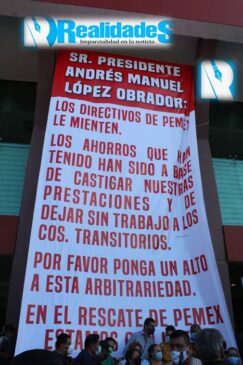 RealidadeS
Imparcialidad en la noticia
SR. PRESIDENTE
ANDRÉS MANUEL
LÓPEZ OBRADOR:
LOS DIRECTIVOS DE PEMEX
LE MIENTEN.
LOS AHORROS QUE HAN
TENIDO HAN SIDO A BASE
DE CASTIGAR NUESTRAS
PRESTACIONES Y DE
DEJAR SIN TRABAJO A LOS
COS. TRANSITORIOS.
POR FAVOR PONGA UN ALTO
A ESTA ARBITRARIEDAD.
EN EL RESCATE DE PEMEX
ESTAMOS